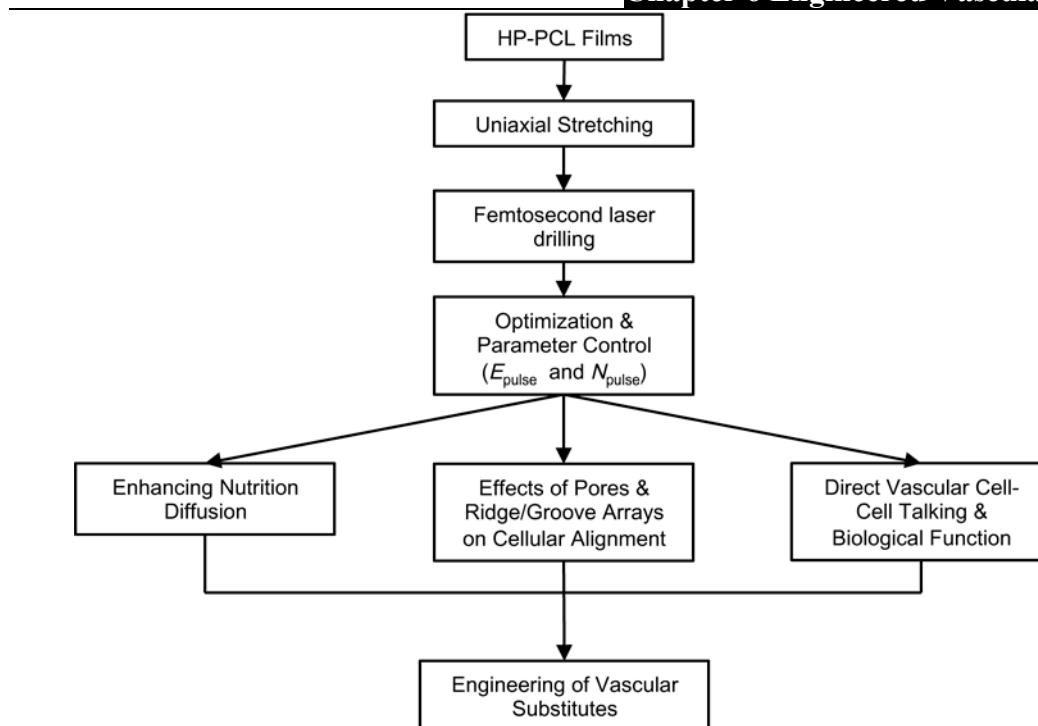 HP-PCL Films
Uniaxial Stretching
Femtosecond laser
drilling
Optimization &
Parameter Control
(Epulse and Npulse)
Enhancing Nutrition
Diffusion
Effects of Pores &
Ridge/Groove Arrays
on Cellular Alignment
Direct Vascular Cell-
Cell Talking &
Biological Function
Engineering of Vascular
Substitutes